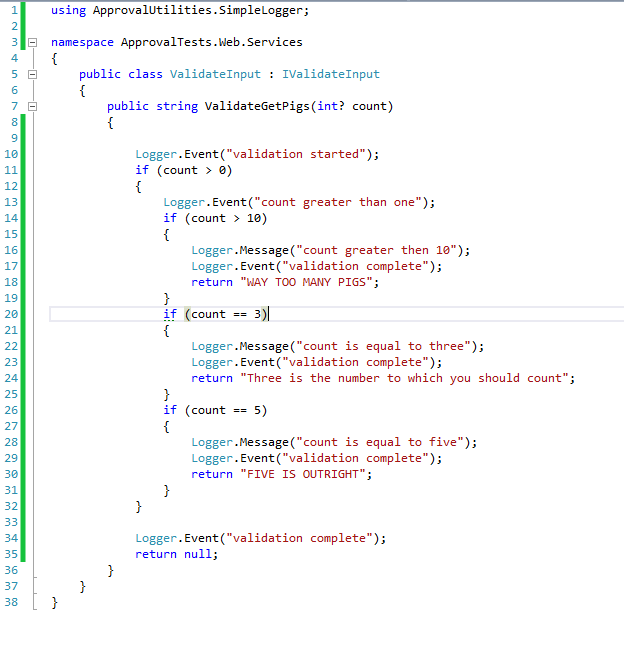 1 using ApprovalUtilities.SimpleLogger;
2
3 namespace ApprovalTests.Web.Services
4 {
5     public class ValidateInput : IValidateInput
6     {
7         public string ValidateGetPigs(int? count)
8         {
9
10             Logger.Event("validation started");
11             if (count > 0)
12             {
13                 Logger.Event("count greater than one");
14                 if (count > 10)
15                 {
16                     Logger.Message("count greater then 10");
17                     Logger.Event("validation complete");
18                     return "WAY TOO MANY PIGS";
19                 }
20                 if (count == 3)
21                 {
22                     Logger.Message("count is equal to three");
23                     Logger.Event("validation complete");
24                     return "Three is the number to which you should count";
25                 }
26                 if (count == 5)
27                 {
28                     Logger.Message("count is equal to five");
29                     Logger.Event("validation complete");
30                     return "FIVE IS OUTRIGHT";
31                 }
32             }
33
34             Logger.Event("validation complete");
35             return null;
36         }
37     }
38 }